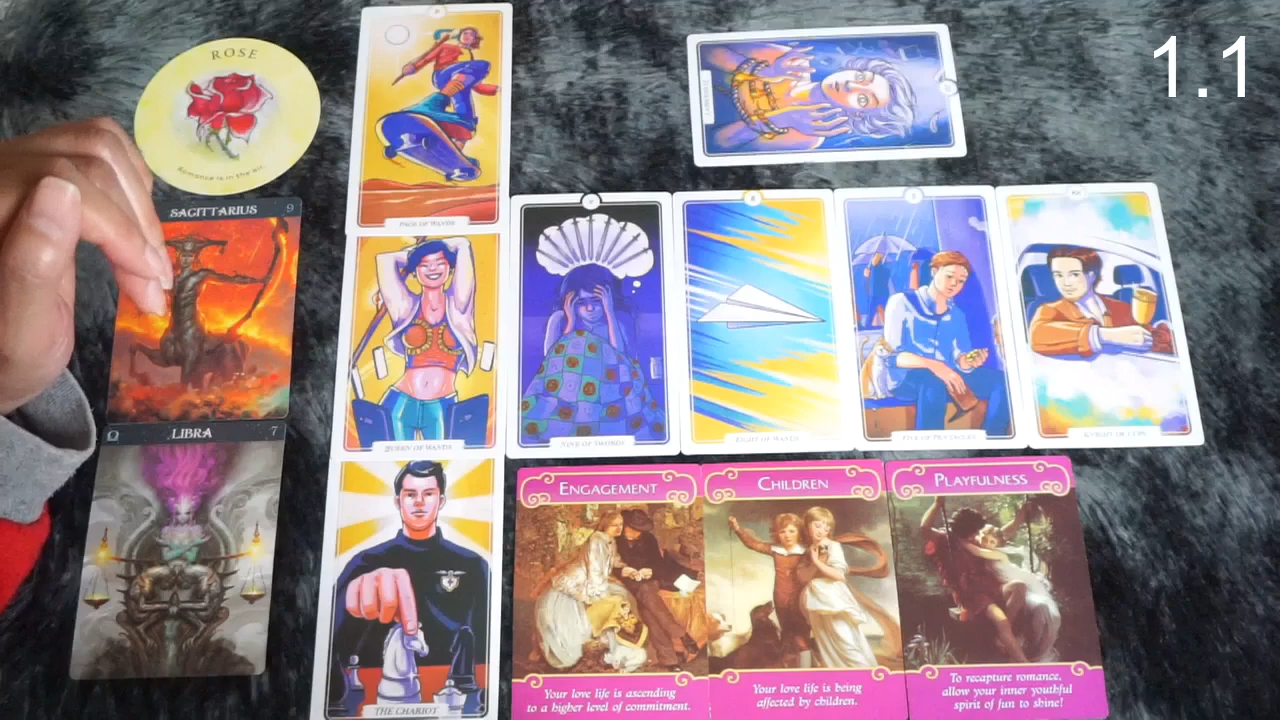 1.1
ROSE
Romance is in the air.
SAGITTARIUS 9
LIBRA 7
PAGE OF WANDS
QUEEN OF WANDS
THE CHARIOT
NINE OF SWORDS
EIGHT OF WANDS
FIVE OF PENTACLES
KNIGHT OF CUPS
ENGAGEMENT
Your love life is ascending
to a higher level of commitment.
CHILDREN
Your love life is being
affected by children.
PLAYFULNESS
To recapture romance,
allow your inner youthful
spirit of fun to shine!